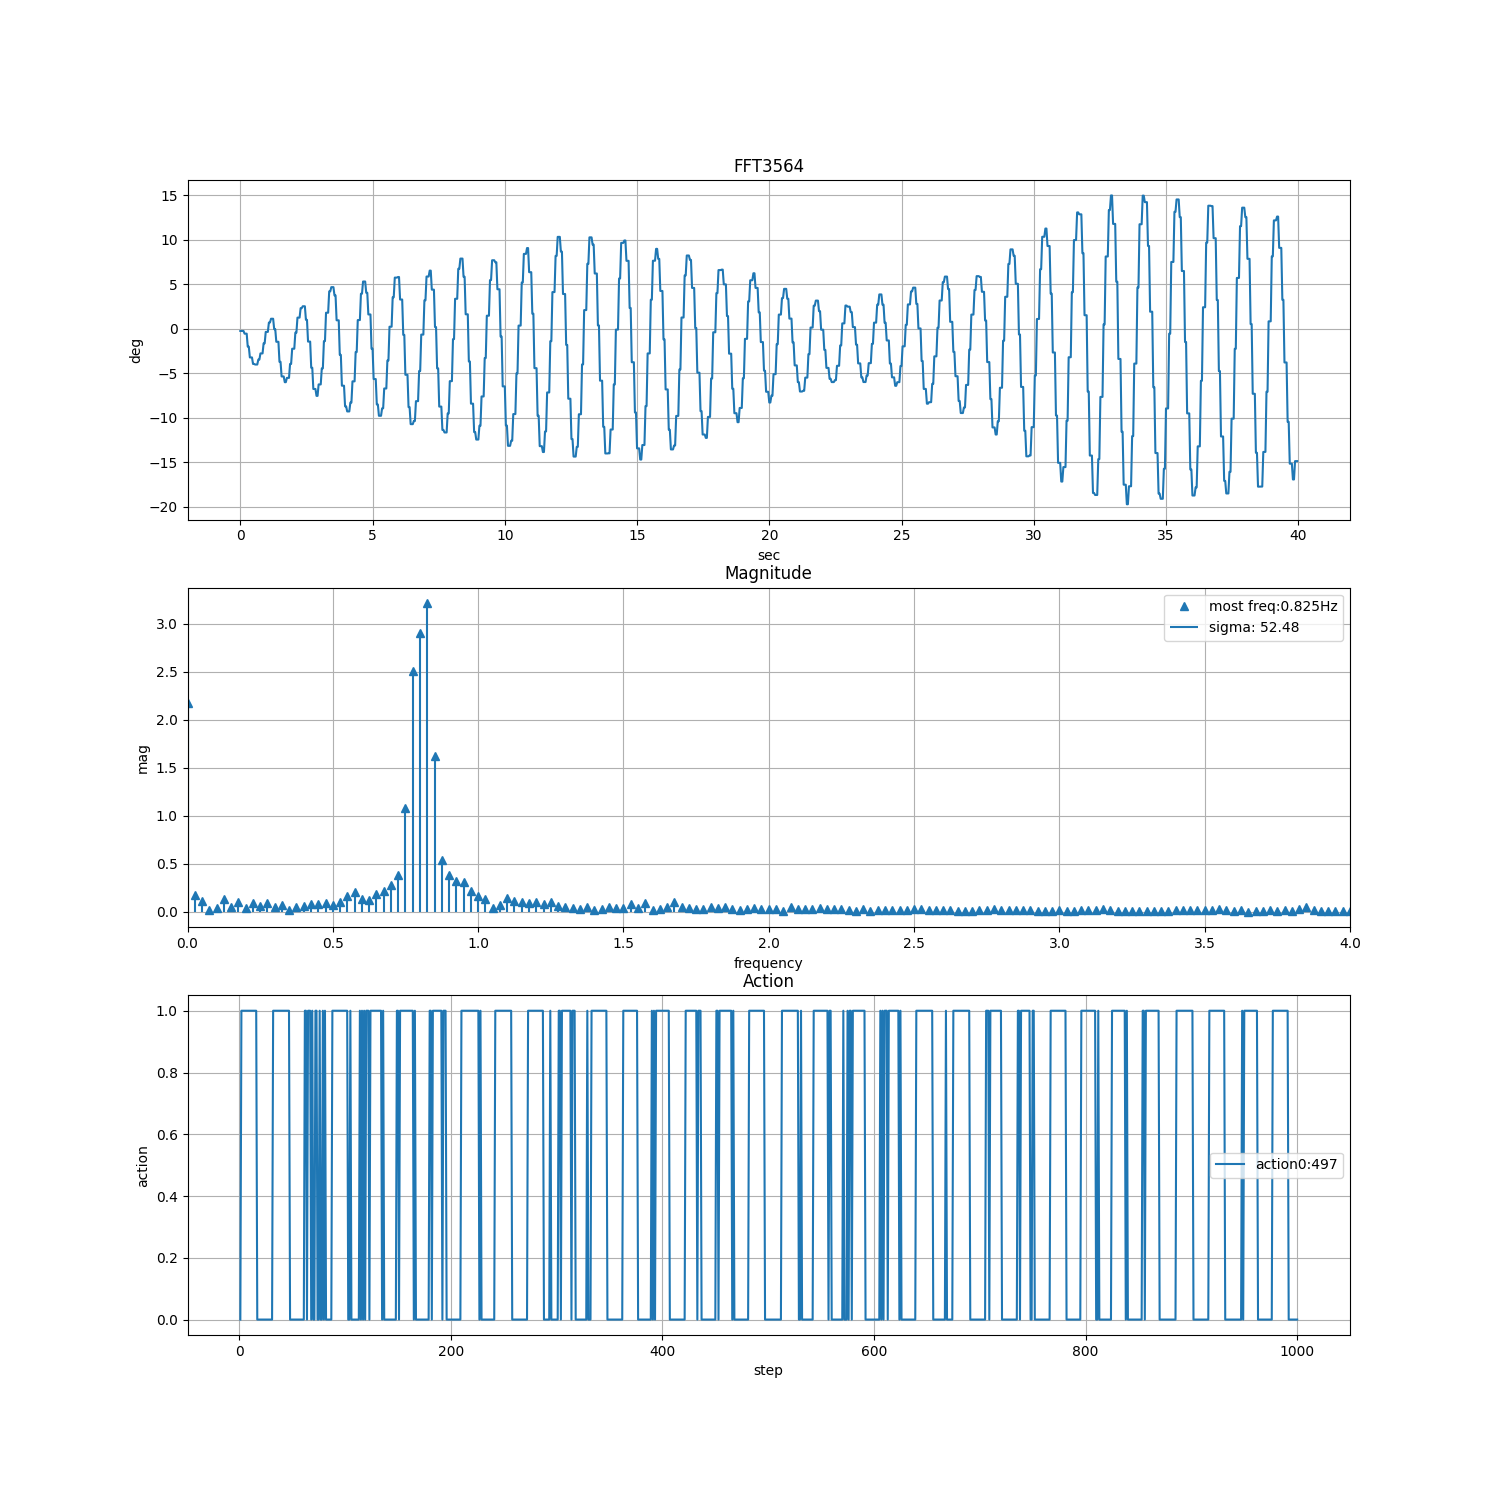 FFT3564
15
10
5
0
−5
−10
−15
−20
deg
0 5 10 15 20 25 30 35 40
sec
Magnitude
most freq:0.825Hz
sigma: 52.48
3.0
2.5
2.0
1.5
1.0
0.5
0.0
mag
0.0 0.5 1.0 1.5 2.0 2.5 3.0 3.5 4.0
frequency
Action
1.0
0.8
0.6
0.4
0.2
0.0
action
action0:497
0 200 400 600 800 1000
step